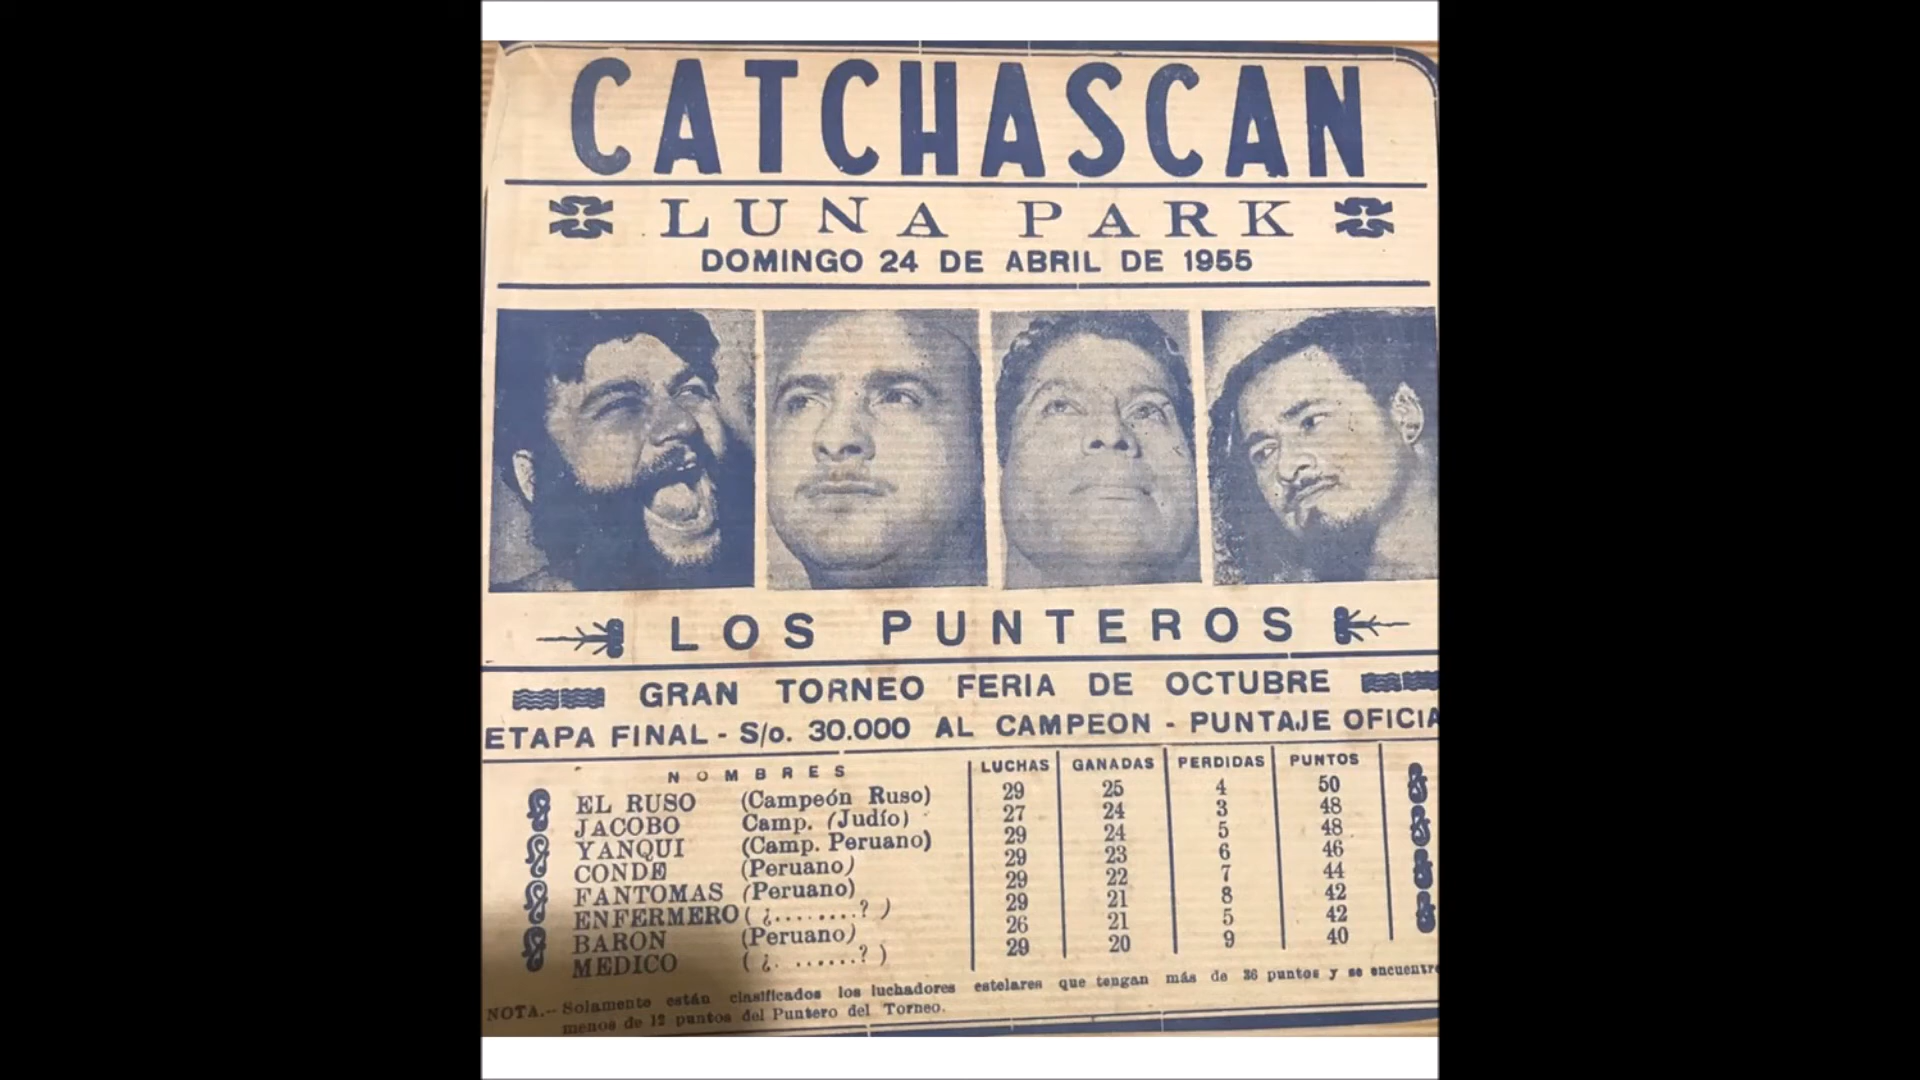 CATCHASCAN
LUNA PARK
DOMINGO 24 DE ABRIL DE 1955
LOS PUNTEROS
GRAN TORNEO FERIA DE OCTUBRE
ETAPA FINAL - S/o. 30.000 AL CAMPEON - PUNTAJE OFICIA
NOMBRES LUCHAS GANADAS PERDIDAS PUNTOS
EL RUSO (Campeón Ruso) 29 25 4 50
JACOBO Camp. (Judío) 27 24 3 48
YANQUI (Camp. Peruano) 29 24 5 48
CONDE (Peruano) 29 23 6 46
FANTOMAS (Peruano) 29 22 7 44
ENFERMERO (¿........?) 29 21 8 42
BARON (Peruano) 26 21 5 42
MEDICO (¿.......?) 29 20 9 40
NOTA.-- Solamente están clasificados los luchadores estelares que tengan más de 36 puntos y se encuentre
menos de 12 puntos del Puntero del Torneo.